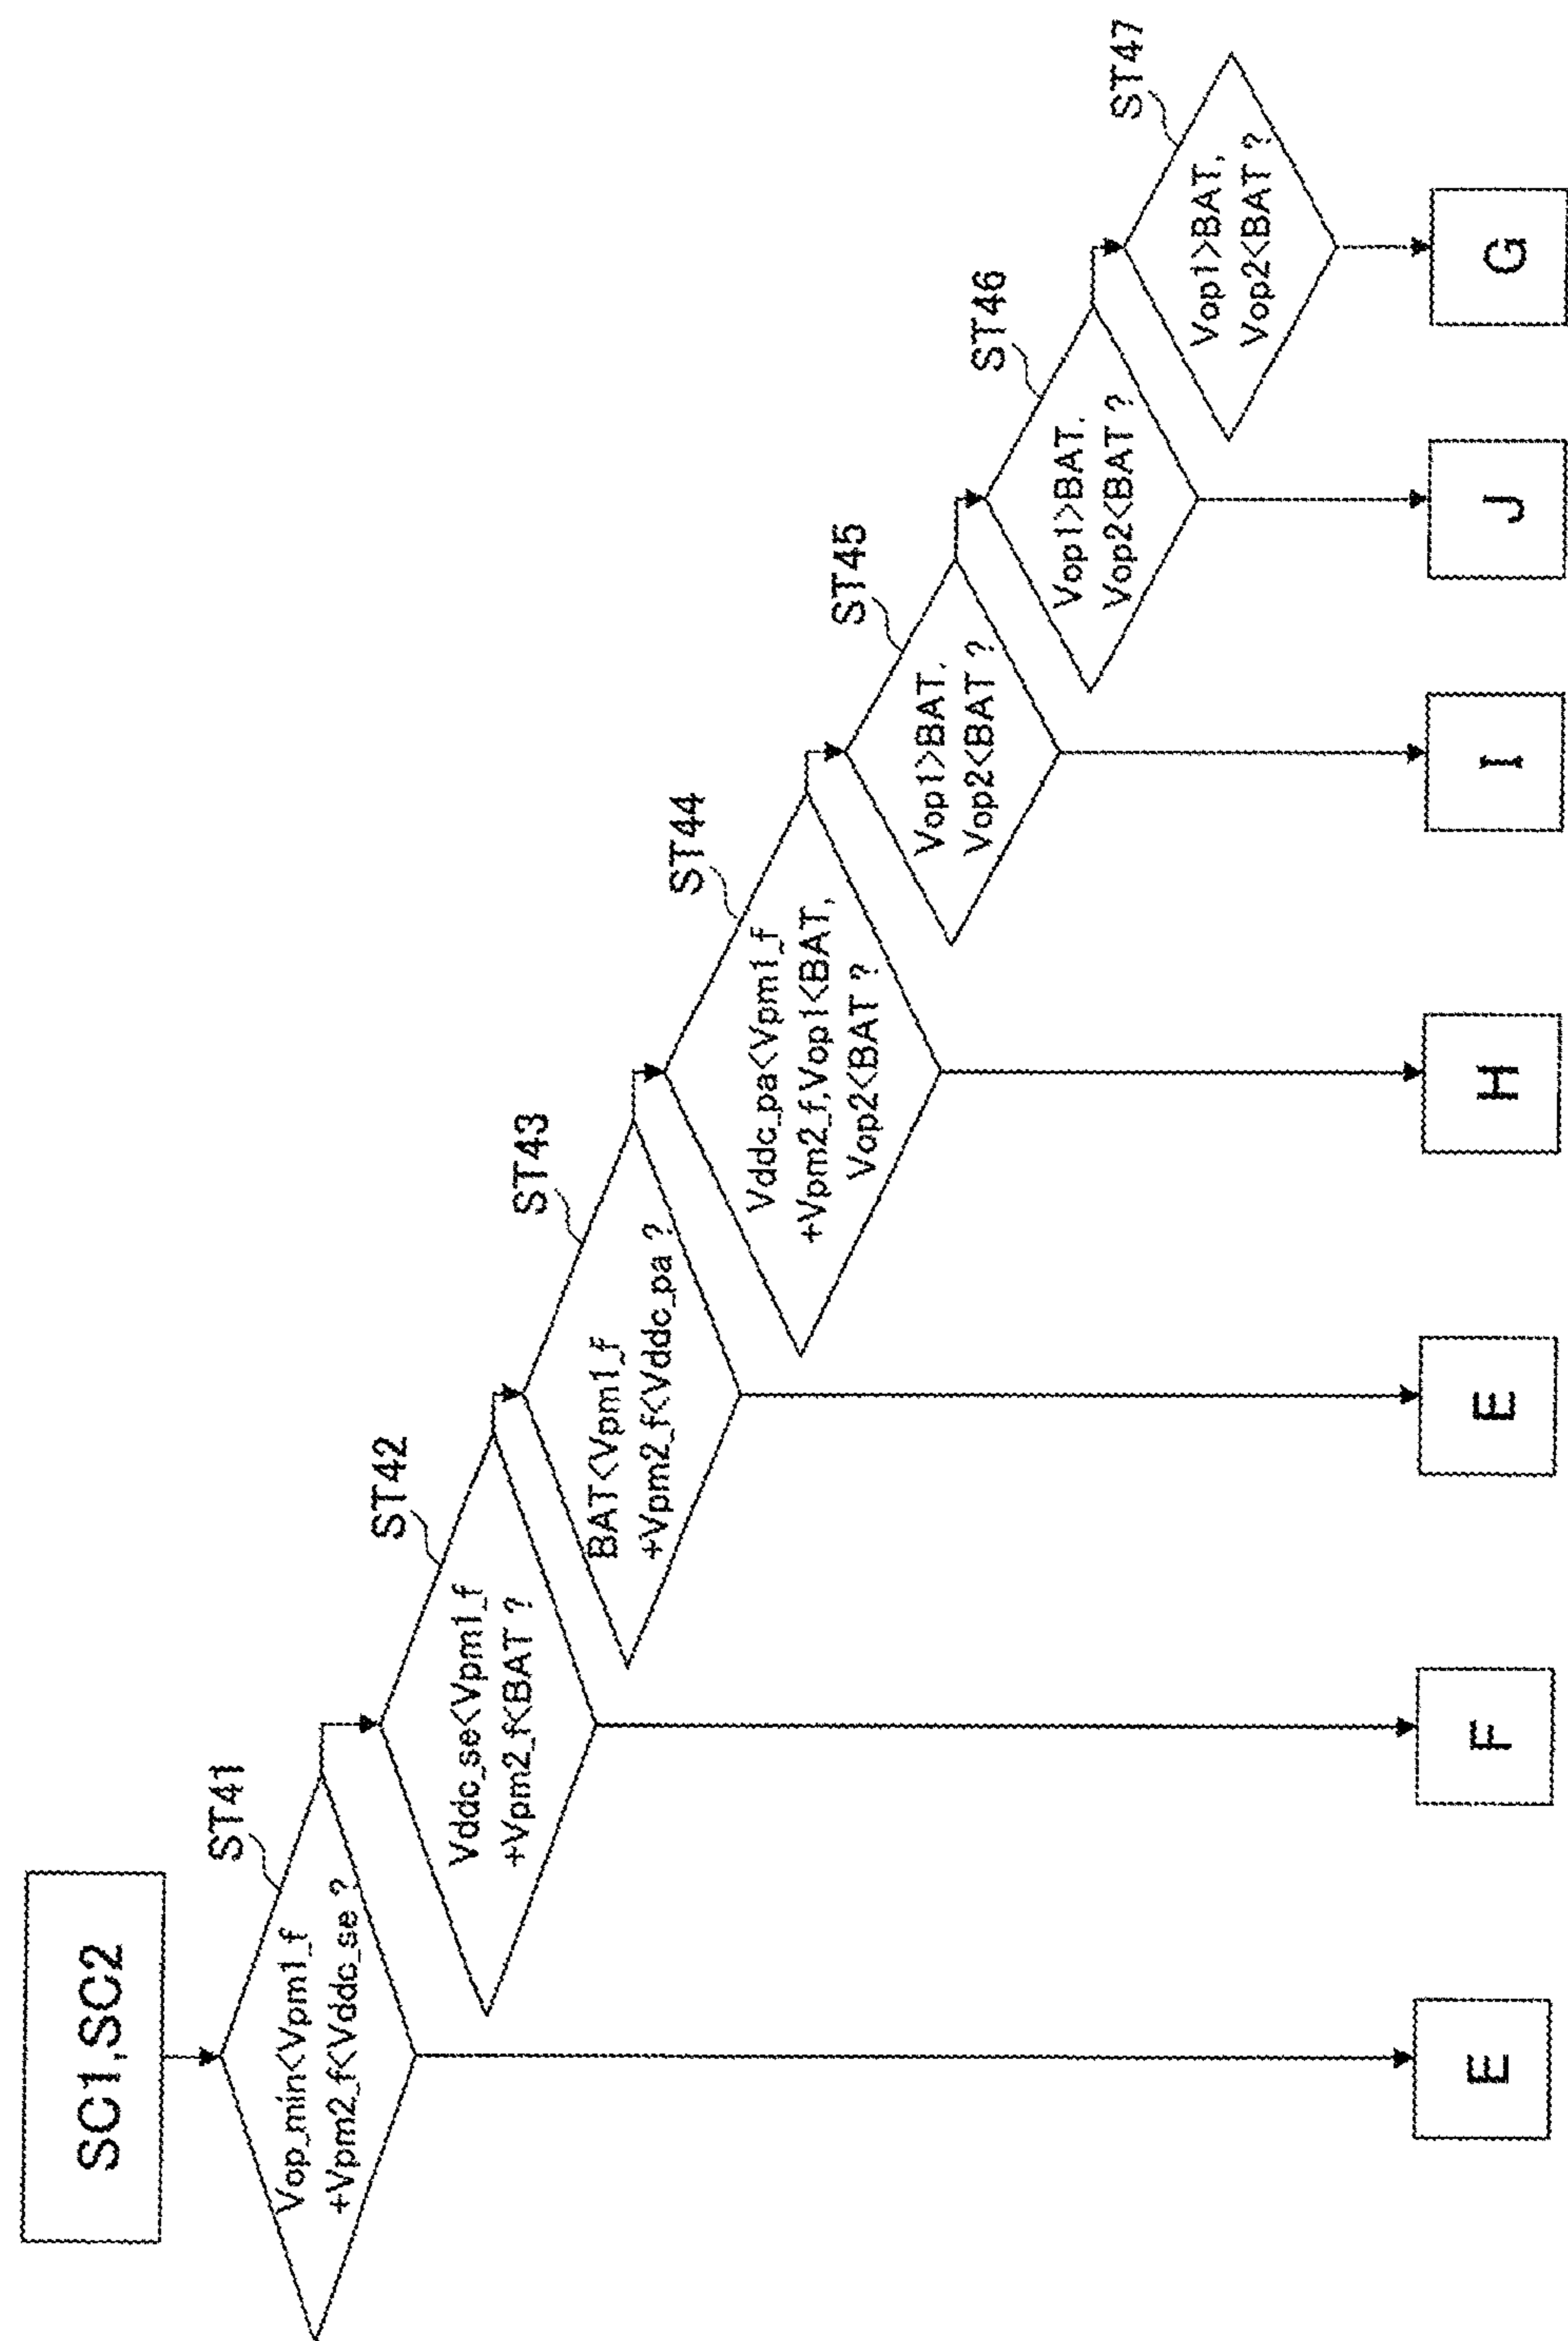 SC1,SC2
ST41
Vop_min<Vpm1_f
+Vpm2_f<Vddc_se ?
E
ST42
Vddc_se<Vpm1_f
+Vpm2_f<BAT ?
F
ST43
BAT<Vpm1_f
+Vpm2_f<Vddc_pa ?
E
ST44
Vddc_pa<Vpm1_f
+Vpm2_f,Vop1<BAT,
Vop2<BAT ?
H
ST45
Vop1>BAT,
Vop2<BAT ?
I
ST46
Vop1>BAT,
Vop2<BAT ?
J
ST47
Vop1>BAT,
Vop2<BAT ?
G